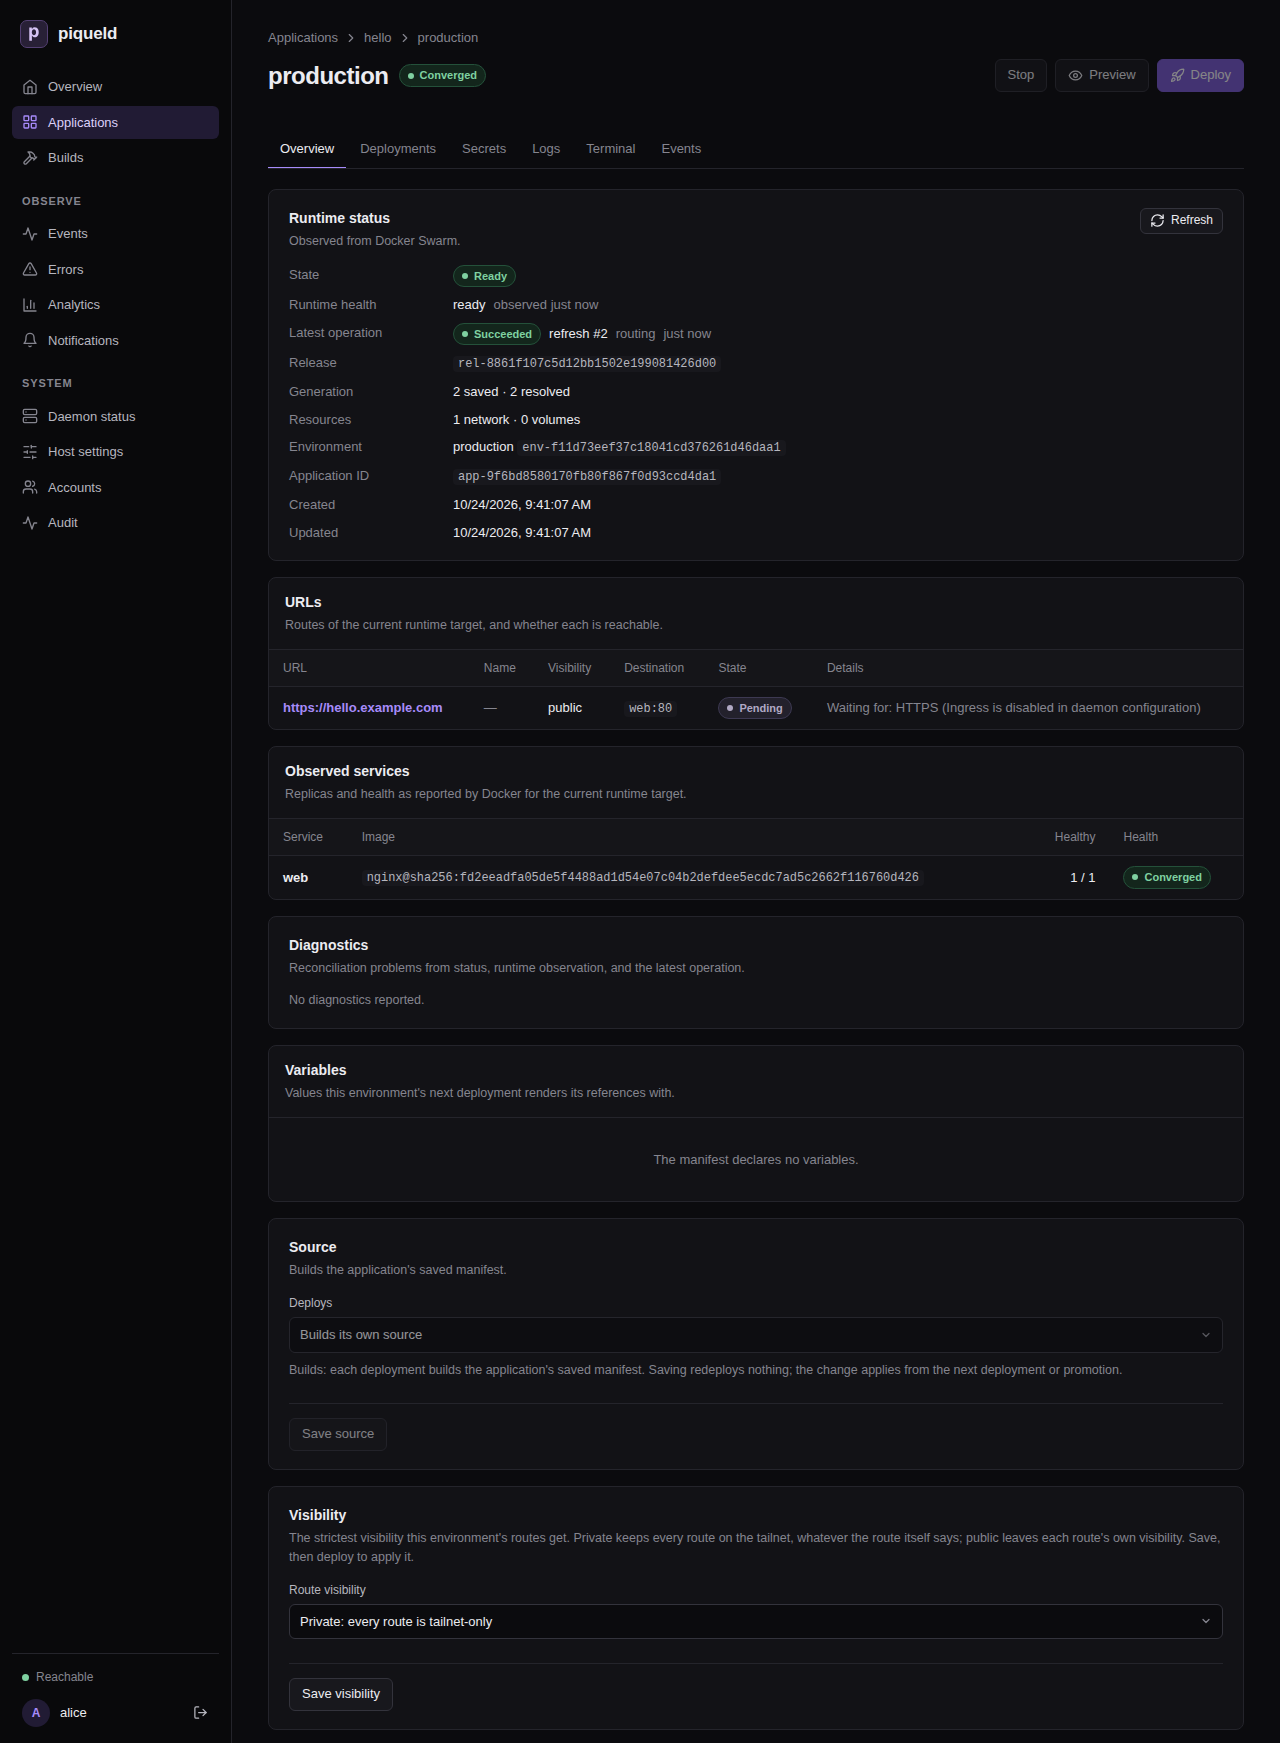 p piqueld
Overview
Applications
Builds
OBSERVE
Events
Errors
Analytics
Notifications
SYSTEM
Daemon status
Host settings
Accounts
Audit
Reachable
A alice
Applications > hello > production
production Converged Stop Preview Deploy
Overview Deployments Secrets Logs Terminal Events
Runtime status Refresh
Observed from Docker Swarm.
State Ready
Runtime health ready observed just now
Latest operation Succeeded refresh #2 routing just now
Release rel-8861f107c5d12bb1502e199081426d00
Generation 2 saved · 2 resolved
Resources 1 network · 0 volumes
Environment production env-f11d73eef37c18041cd376261d46daa1
Application ID app-9f6bd8580170fb80f867f0d93ccd4da1
Created 10/24/2026, 9:41:07 AM
Updated 10/24/2026, 9:41:07 AM
URLs
Routes of the current runtime target, and whether each is reachable.
URL Name Visibility Destination State Details
https://hello.example.com — public web:80 Pending Waiting for: HTTPS (Ingress is disabled in daemon configuration)
Observed services
Replicas and health as reported by Docker for the current runtime target.
Service Image Healthy Health
web nginx@sha256:fd2eeadfa05de5f4488ad1d54e07c04b2defdee5ecdc7ad5c2662f116760d426 1 / 1 Converged
Diagnostics
Reconciliation problems from status, runtime observation, and the latest operation.
No diagnostics reported.
Variables
Values this environment's next deployment renders its references with.
The manifest declares no variables.
Source
Builds the application's saved manifest.
Deploys
Builds its own source
Builds: each deployment builds the application's saved manifest. Saving redeploys nothing; the change applies from the next deployment or promotion.
Save source
Visibility
The strictest visibility this environment's routes get. Private keeps every route on the tailnet, whatever the route itself says; public leaves each route's own visibility. Save,
then deploy to apply it.
Route visibility
Private: every route is tailnet-only
Save visibility